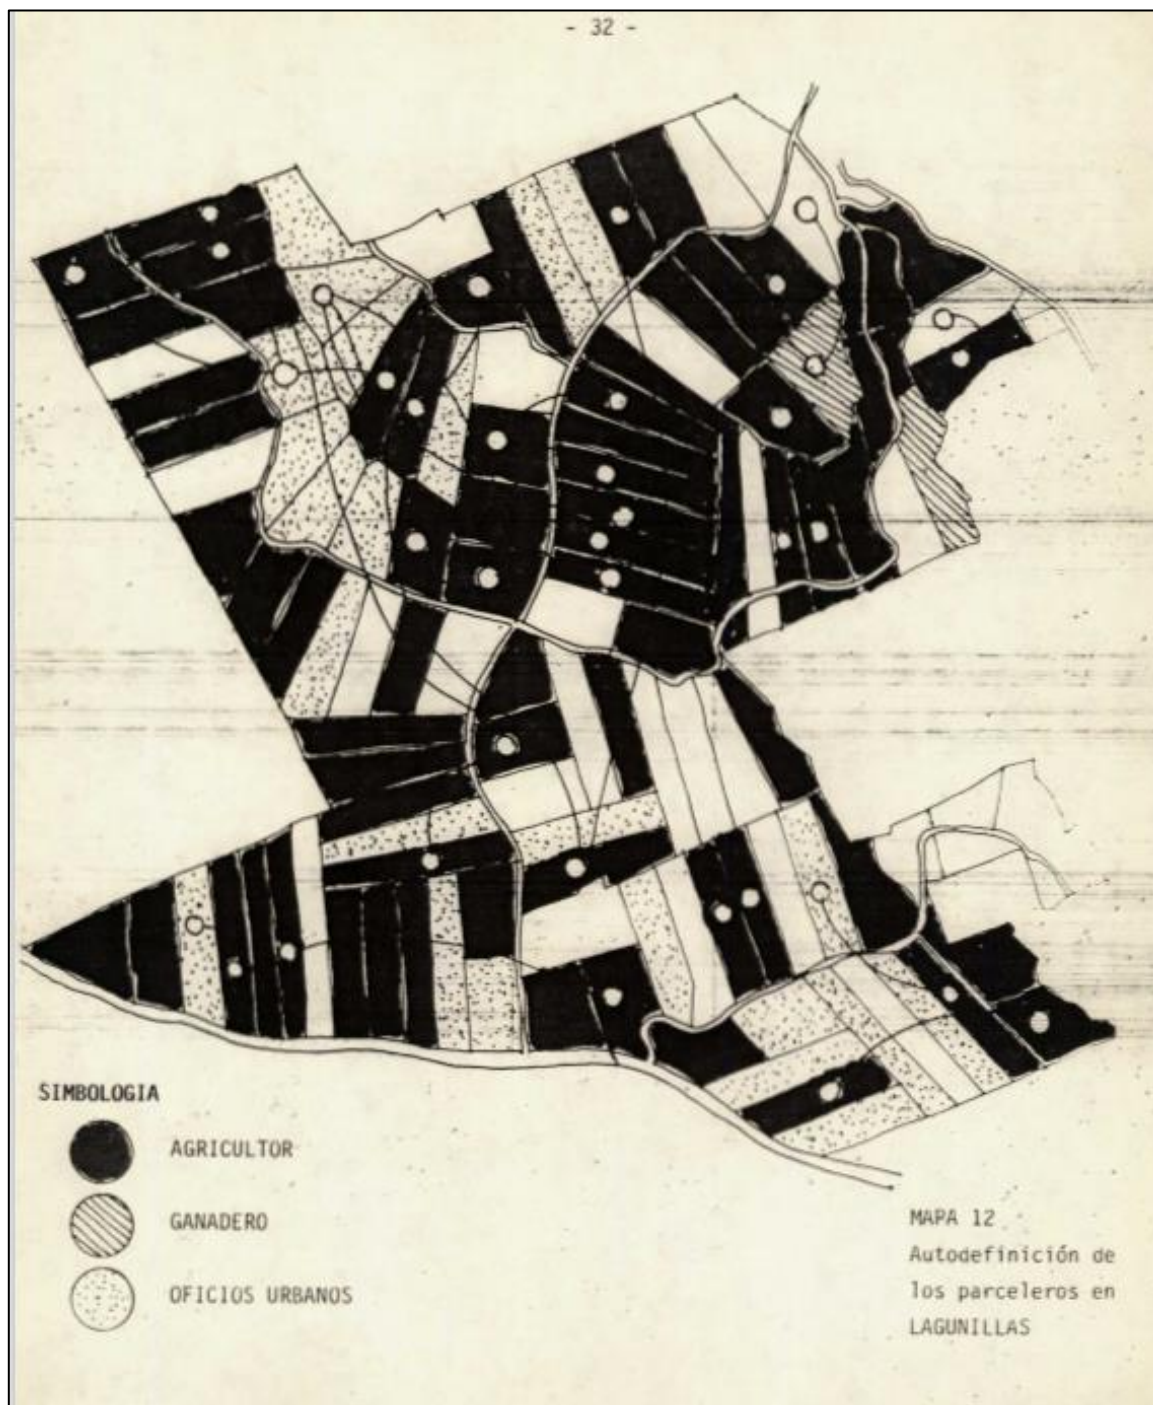 - 32 -
SIMBOLOGIA
AGRICULTOR
GANADERO
OFICIOS URBANOS
MAPA 12
Autodefinición de
los parceleros en
LAGUNILLAS